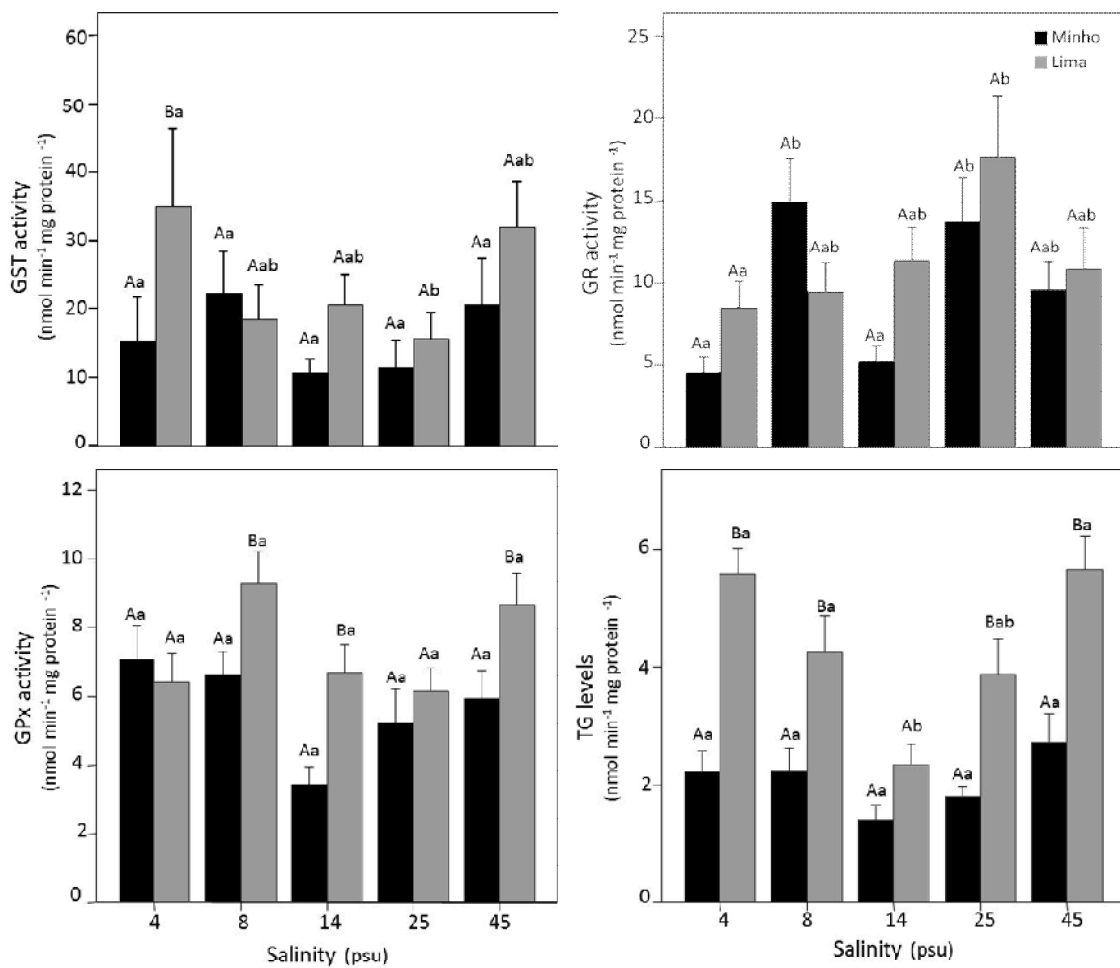 60
50
40
30
20
10
0
GST activity
(nmol min⁻¹ mg protein ⁻¹)
Ba
Aa
Aa
Aab
Aa
Aab
Aa
Ab
Aa
Aab
25
20
15
10
5
0
GR activity
(nmol min⁻¹ mg protein ⁻¹)
Minho
Lima
Aa
Aa
Ab
Aab
Aa
Aab
Ab
Ab
Aab
Aab
12
10
8
6
4
2
0
GPx activity
(nmol min⁻¹ mg protein ⁻¹)
Aa
Aa
Aa
Ba
Aa
Ba
Aa
Aa
Aa
Ba
4 8 14 25 45
Salinity (psu)
6
4
2
0
TG levels
(nmol min⁻¹ mg protein ⁻¹)
Aa
Ba
Aa
Ba
Aa
Ab
Aa
Bab
Aa
Ba
4 8 14 25 45
Salinity (psu)